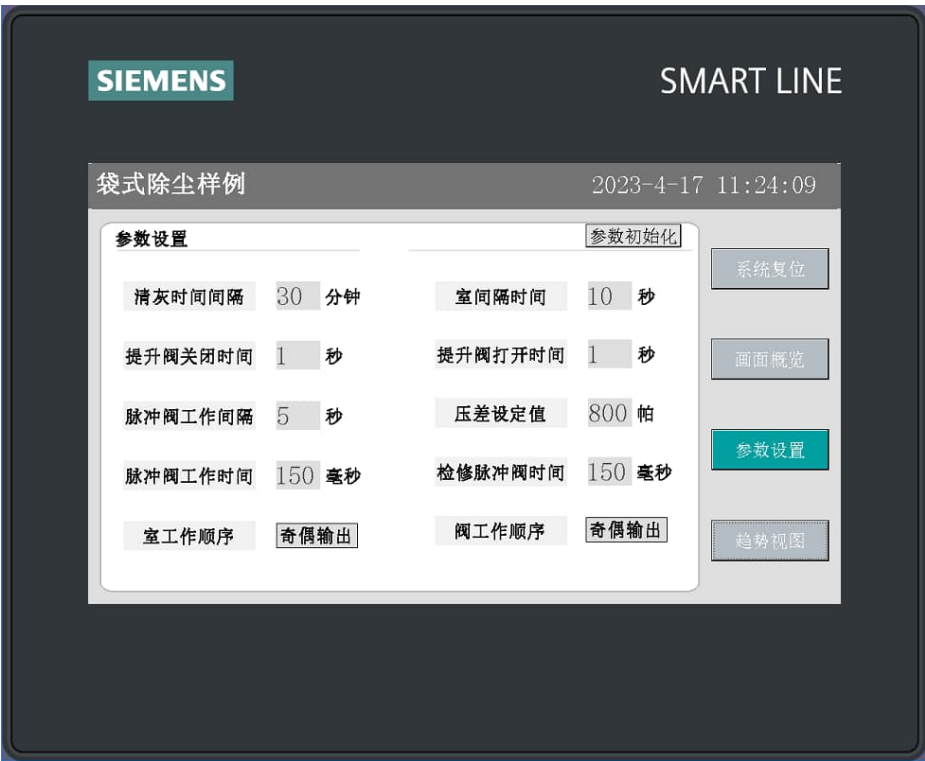 SIEMENS
SMART LINE
袋式除尘样例
2023-4-17 11:24:09
参数设置
参数初始化
清灰时间间隔 30 分钟
室间隔时间 10 秒
提升阀关闭时间 1 秒
提升阀打开时间 1 秒
脉冲阀工作间隔 5 秒
压差设定值 800 帕
脉冲阀工作时间 150 毫秒
检修脉冲阀时间 150 毫秒
室工作顺序 奇偶输出
阀工作顺序 奇偶输出
系统复位
画面概览
参数设置
趋势视图